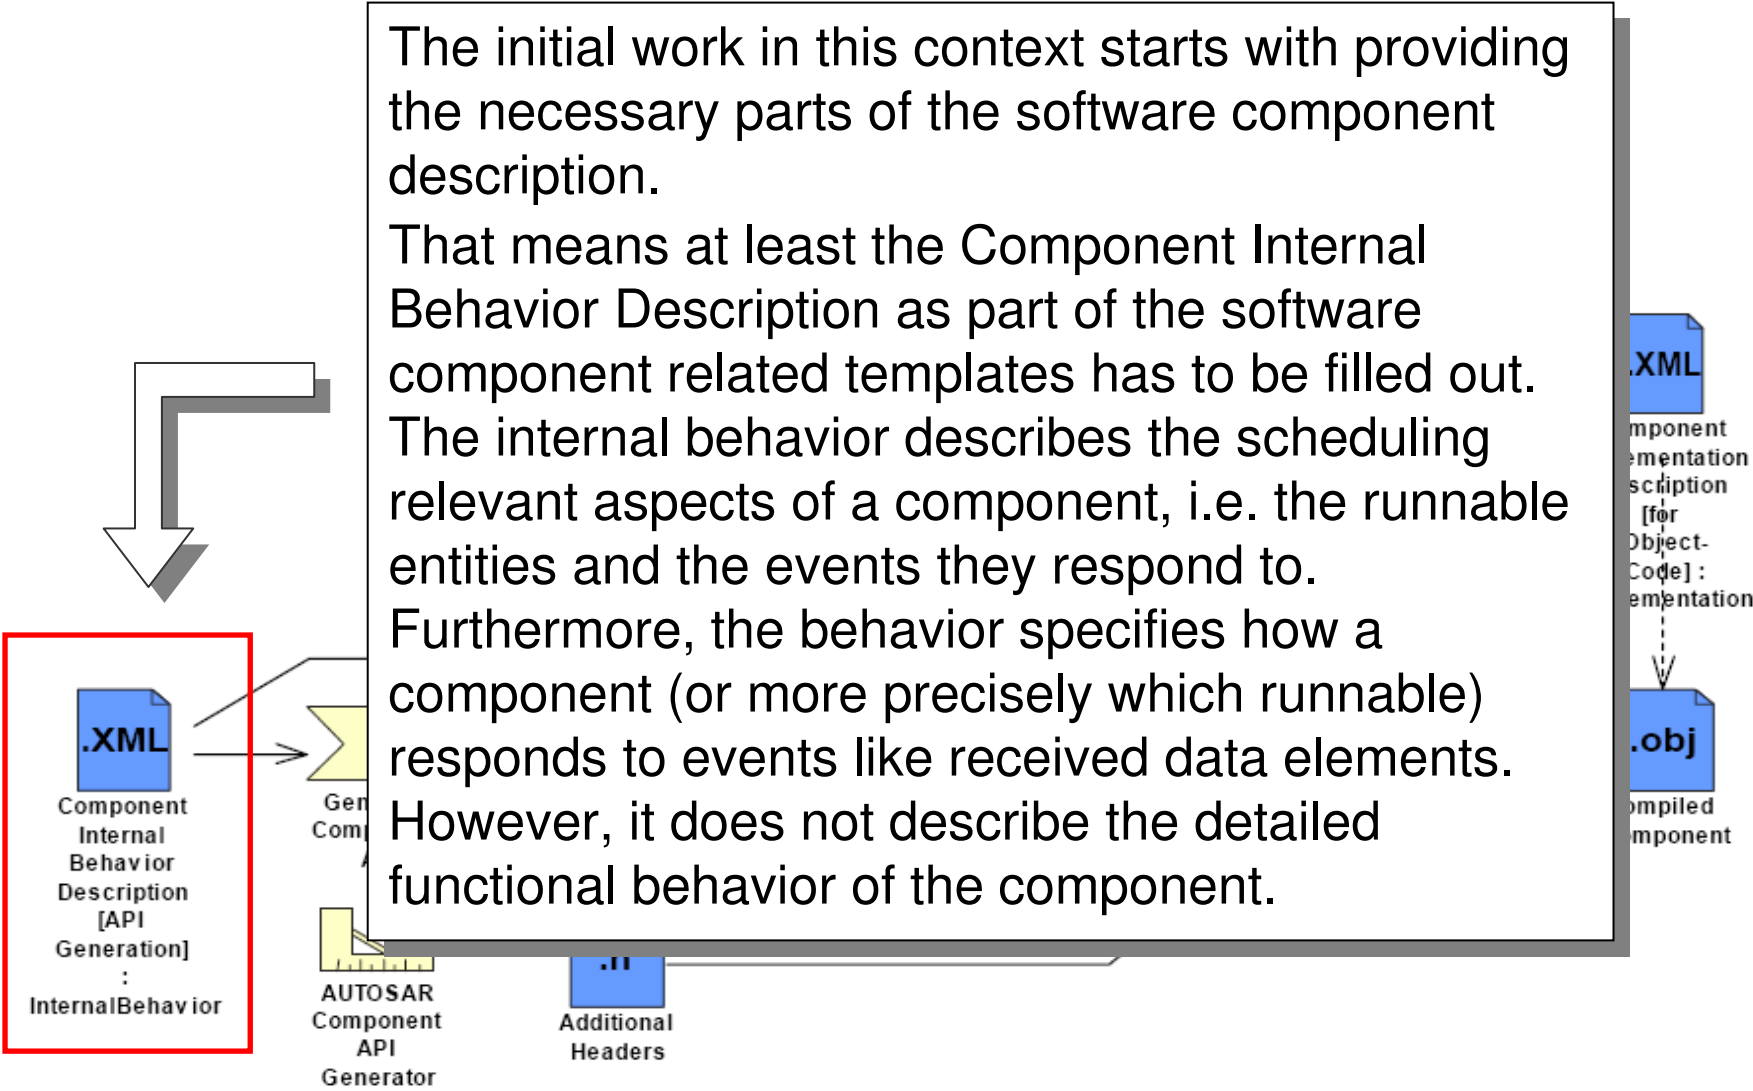 The initial work in this context starts with providing
the necessary parts of the software component
description.
That means at least the Component Internal
Behavior Description as part of the software
component related templates has to be filled out.
The internal behavior describes the scheduling
relevant aspects of a component, i.e. the runnable
entities and the events they respond to.
Furthermore, the behavior specifies how a
component (or more precisely which runnable)
responds to events like received data elements.
However, it does not describe the detailed
functional behavior of the component.
.XML
Component
Internal
Behavior
Description
[API
Generation]
:
InternalBehavior
AUTOSAR
Component
API
Generator
Additional
Headers
.XML
[for
.obj